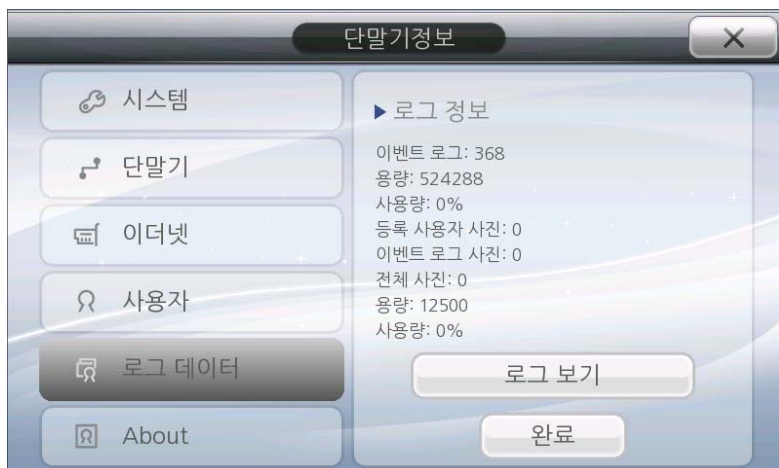 단말기정보
시스템
단말기
이더넷
사용자
로그 데이터
About
▶ 로그 정보
이벤트 로그: 368
용량: 524288
사용량: 0%
등록 사용자 사진: 0
이벤트 로그 사진: 0
전체 사진: 0
용량: 12500
사용량: 0%
로그 보기
완료